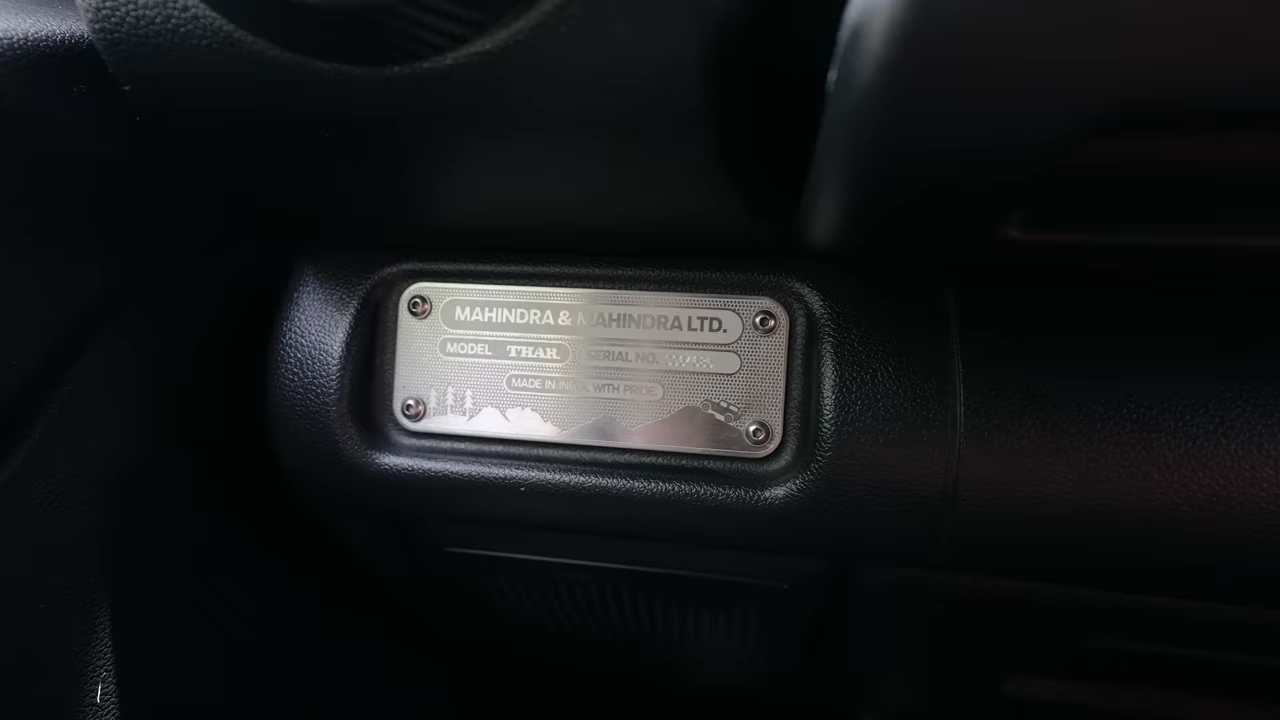 MAHINDRA & MAHINDRA LTD.
MODEL THAR SERIAL NO.
MADE IN INDIA. WITH PRIDE.